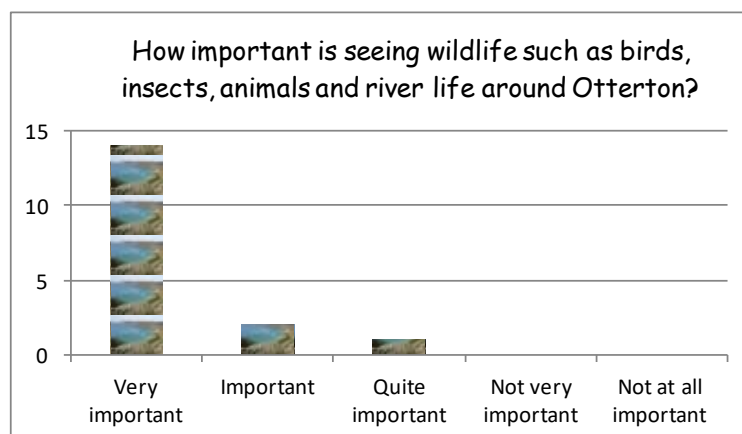 How important is seeing wildlife such as birds,
insects, animals and river life around Otterton?
15
10
5
0
Very
important
Important
Quite
important
Not very
important
Not at all
important